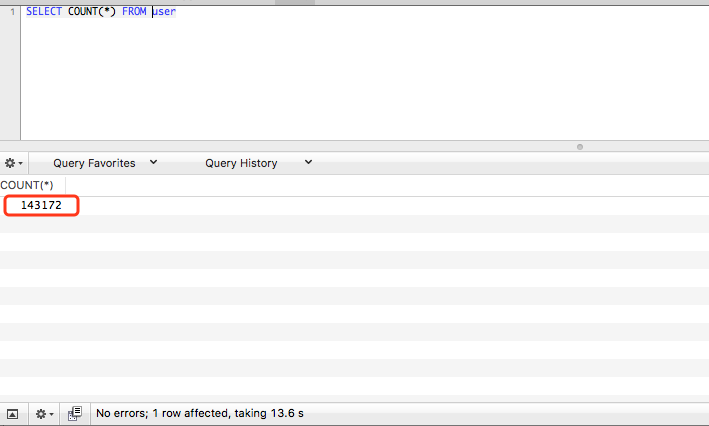 1 SELECT COUNT(*) FROM user
Query Favorites Query History
COUNT(*)
143172
No errors; 1 row affected, taking 13.6 s